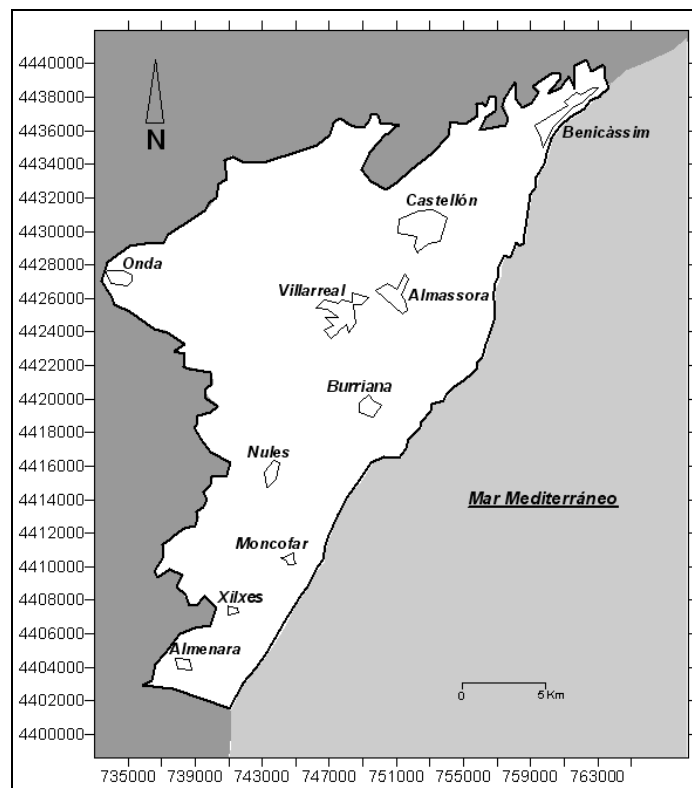 4440000
4438000
4436000
4434000
4432000
4430000
4428000
4426000
4424000
4422000
4420000
4418000
4416000
4414000
4412000
4410000
4408000
4406000
4404000
4402000
4400000
N
Benicàssim
Castellón
Onda
Villarreal
Almassora
Burriana
Nules
Mar Mediterráneo
Moncofar
Xilxes
Almenara
0 5 Km
735000 739000 743000 747000 751000 755000 759000 763000